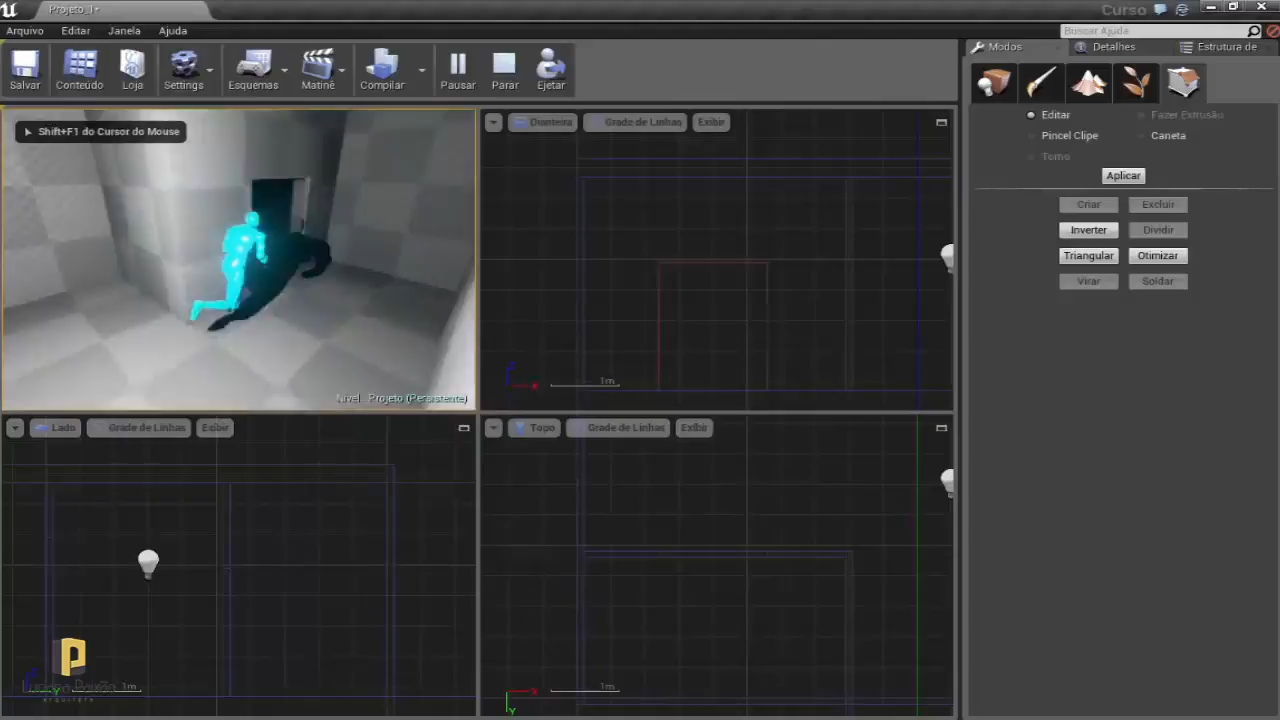 Projeto_I•
Curso
Arquivo Editar Janela Ajuda
Buscar Ajuda
Salvar Conteúdo Loja Settings Esquemas Matinê Compilar Pausar Parar Ejetar
Modos Detalhes Estrutura de
Editar Fazer Extrusão
Pincel Clipe Caneta
Torno
Aplicar
Criar Excluir
Inverter Dividir
Triangular Otimizar
Virar Soldar
Shift+F1 do Cursor do Mouse
Dianteira Grade de Linhas Exibir
Z
X
1m
Nível Projeto (Persistente)
Lado Grade de Linhas Exibir
Topo Grade de Linhas Exibir
1m
arquiteto
X
1m
Y